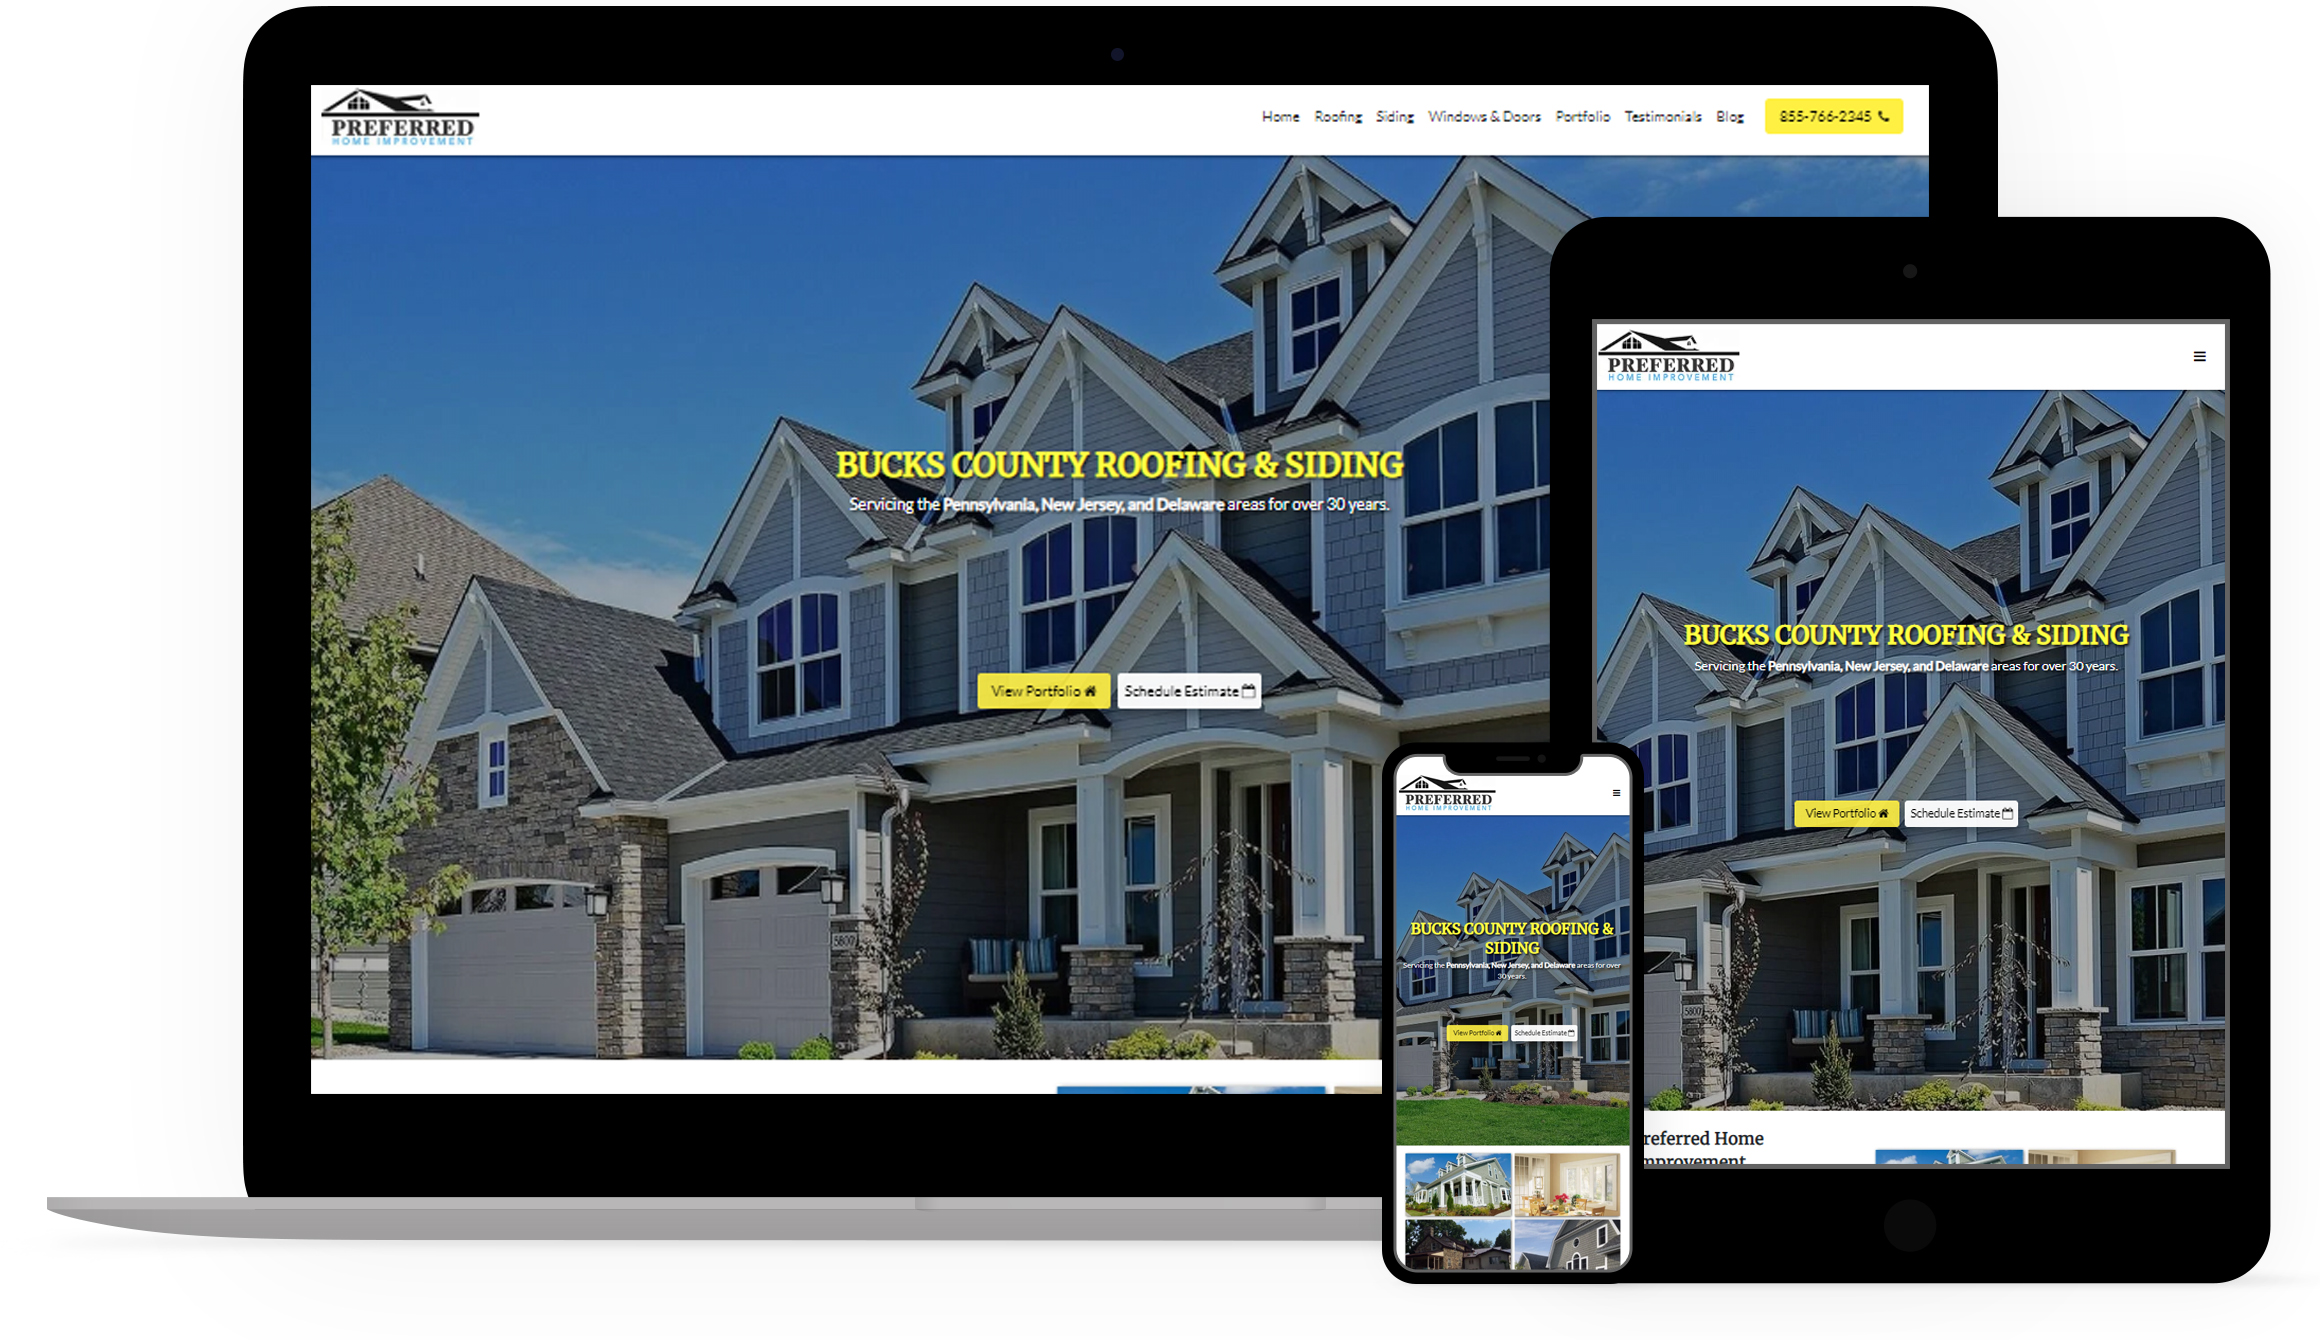 PREFERRED
HOME IMPROVEMENT
Home Roofing Siding Windows & Doors Portfolio Testimonials Blog 855-766-2345
BUCKS COUNTY ROOFING & SIDING
Servicing the Pennsylvania, New Jersey, and Delaware areas for over 30 years.
View Portfolio Schedule Estimate
5800
PREFERRED
HOME IMPROVEMENT
BUCKS COUNTY ROOFING & SIDING
Servicing the Pennsylvania, New Jersey, and Delaware areas for over 30 years.
View Portfolio Schedule Estimate
5800
referred Home
mprovement
PREFERRED
HOME IMPROVEMENT
BUCKS COUNTY ROOFING &
SIDING
Servicing the Pennsylvania, New Jersey, and Delaware areas for over
30 years.
View Portfolio Schedule Estimate